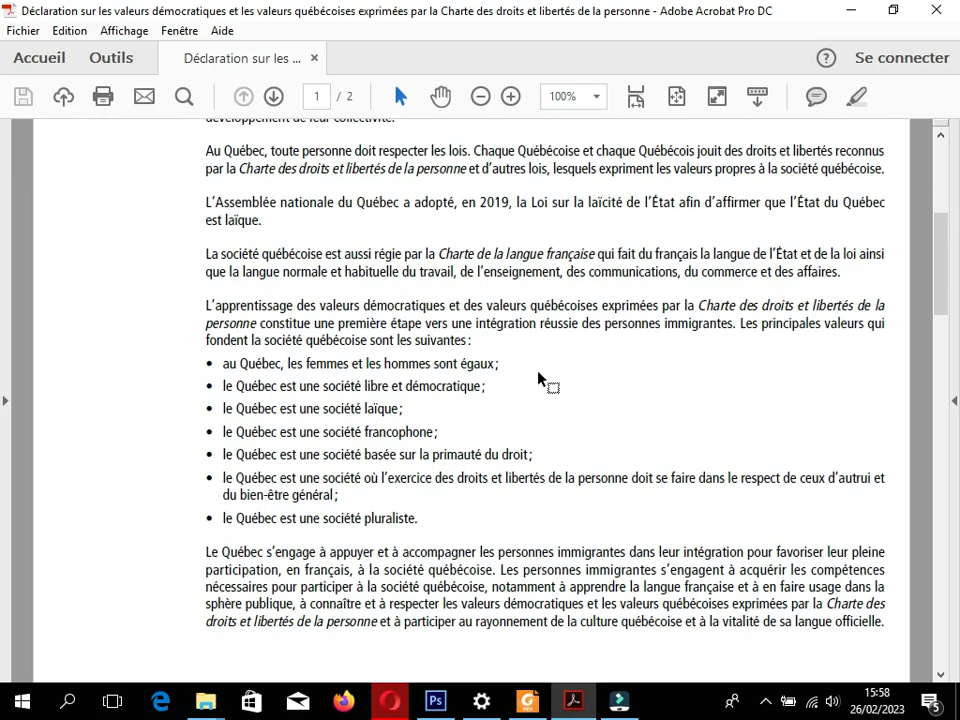 Déclaration sur les valeurs démocratiques et les valeurs québécoises exprimées par la Charte des droits et libertés de la personne - Adobe Acrobat Pro DC
Fichier Edition Affichage Fenêtre Aide
Accueil Outils Déclaration sur les ... × ? Se connecter
1 / 2 100%
développement de leur collectivité.
Au Québec, toute personne doit respecter les lois. Chaque Québécoise et chaque Québécois jouit des droits et libertés reconnus
par la Charte des droits et libertés de la personne et d’autres lois, lesquels expriment les valeurs propres à la société québécoise.
L’Assemblée nationale du Québec a adopté, en 2019, la Loi sur la laïcité de l’État afin d’affirmer que l’État du Québec
est laïque.
La société québécoise est aussi régie par la Charte de la langue française qui fait du français la langue de l’État et de la loi ainsi
que la langue normale et habituelle du travail, de l’enseignement, des communications, du commerce et des affaires.
L’apprentissage des valeurs démocratiques et des valeurs québécoises exprimées par la Charte des droits et libertés de la
personne constitue une première étape vers une intégration réussie des personnes immigrantes. Les principales valeurs qui
fondent la société québécoise sont les suivantes :
• au Québec, les femmes et les hommes sont égaux ;
• le Québec est une société libre et démocratique ;
• le Québec est une société laïque ;
• le Québec est une société francophone ;
• le Québec est une société basée sur la primauté du droit ;
• le Québec est une société où l’exercice des droits et libertés de la personne doit se faire dans le respect de ceux d’autrui et
du bien-être général ;
• le Québec est une société pluraliste.
Le Québec s’engage à appuyer et à accompagner les personnes immigrantes dans leur intégration pour favoriser leur pleine
participation, en français, à la société québécoise. Les personnes immigrantes s’engagent à acquérir les compétences
nécessaires pour participer à la société québécoise, notamment à apprendre la langue française et à en faire usage dans la
sphère publique, à connaître et à respecter les valeurs démocratiques et les valeurs québécoises exprimées par la Charte des
droits et libertés de la personne et à participer au rayonnement de la culture québécoise et à la vitalité de sa langue officielle.
Ps
15:58
26/02/2023
5